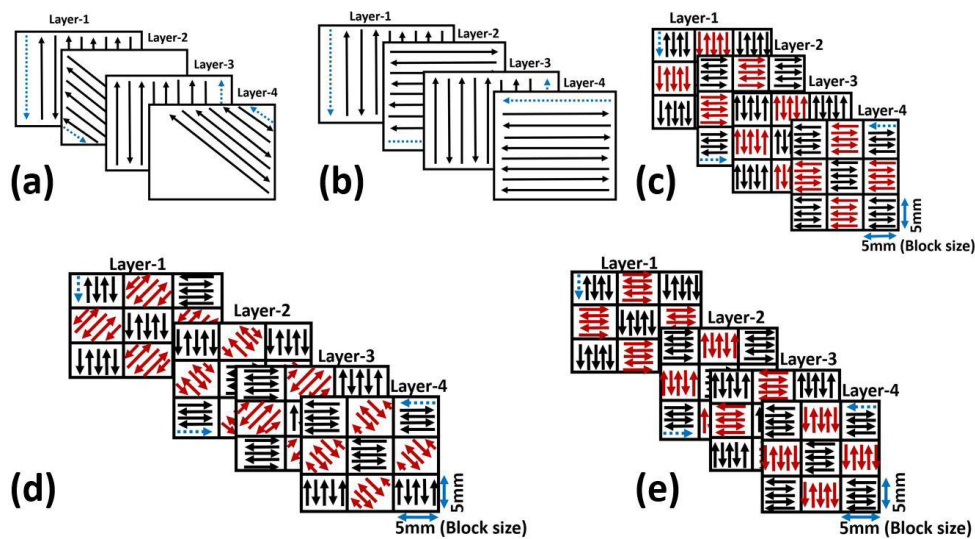 Layer-1
Layer-2
Layer-3
Layer-4
(a)
Layer-1
Layer-2
Layer-3
Layer-4
(b)
Layer-1
Layer-2
Layer-3
Layer-4
(c)
5mm
5mm (Block size)
Layer-1
Layer-2
Layer-3
Layer-4
(d)
5mm
5mm (Block size)
Layer-1
Layer-2
Layer-3
Layer-4
(e)
5mm
5mm (Block size)